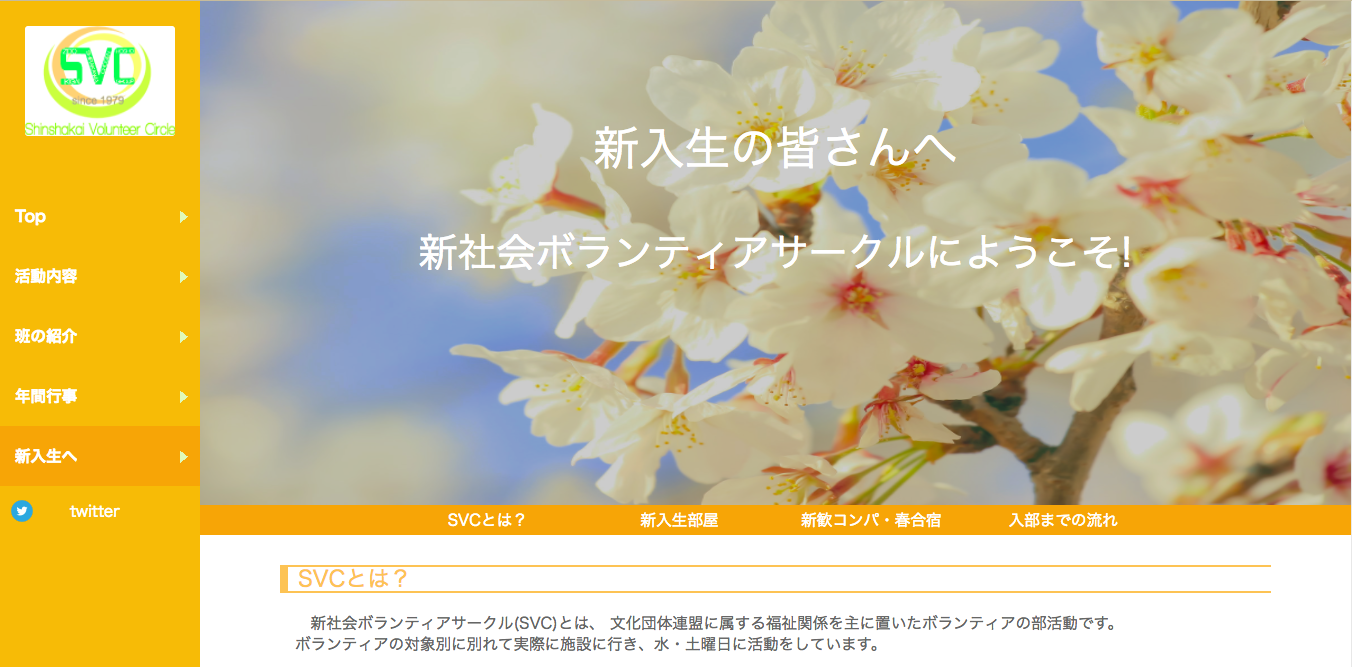 SVC
since 1979
Shinshakai Volunteer Circle
Top
活動内容
班の紹介
年間行事
新入生へ
twitter
新入生の皆さんへ
新社会ボランティアサークルにようこそ!
SVCとは？
新入生部屋
新歓コンパ・春合宿
入部までの流れ
SVCとは？
新社会ボランティアサークル(SVC)とは、 文化団体連盟に属する福祉関係を主に置いたボランティアの部活動です。
ボランティアの対象別に別れて実際に施設に行き、水・土曜日に活動をしています。